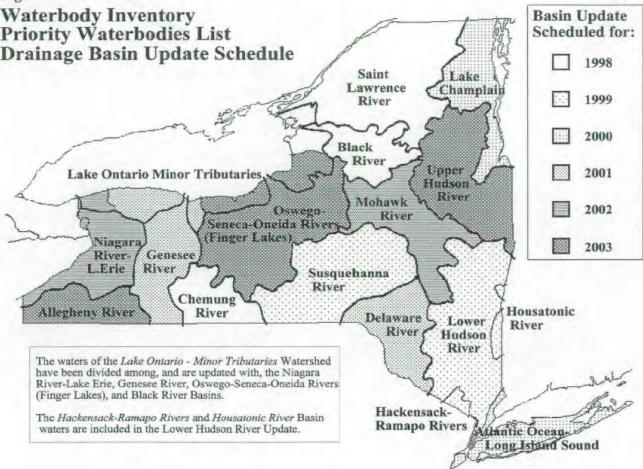 Waterbody Inventory
Priority Waterbodies List
Drainage Basin Update Schedule
Basin Update
Scheduled for:
1998
1999
2000
2001
2002
2003
Saint
Lawrence
River
Lake
Champlain
Black
River
Lake Ontario Minor Tributaries
Upper
Hudson
River
Oswego-
Seneca-Oneida Rivers
(Finger Lakes)
Mohawk
River
Niagara
River-
L.Erie
Genesee
River
Susquehanna
River
Chemung
River
Allegheny River
Delaware
River
Lower
Hudson
River
Housatonic
River
The waters of the Lake Ontario - Minor Tributaries Watershed
have been divided among, and are updated with, the Niagara
River-Lake Erie, Genesee River, Oswego-Seneca-Oneida Rivers
(Finger Lakes), and Black River Basins.
The Hackensack-Ramapo Rivers and Housatonic River Basin
waters are included in the Lower Hudson River Update.
Hackensack-
Ramapo Rivers
Atlantic Ocean-
Long Island Sound